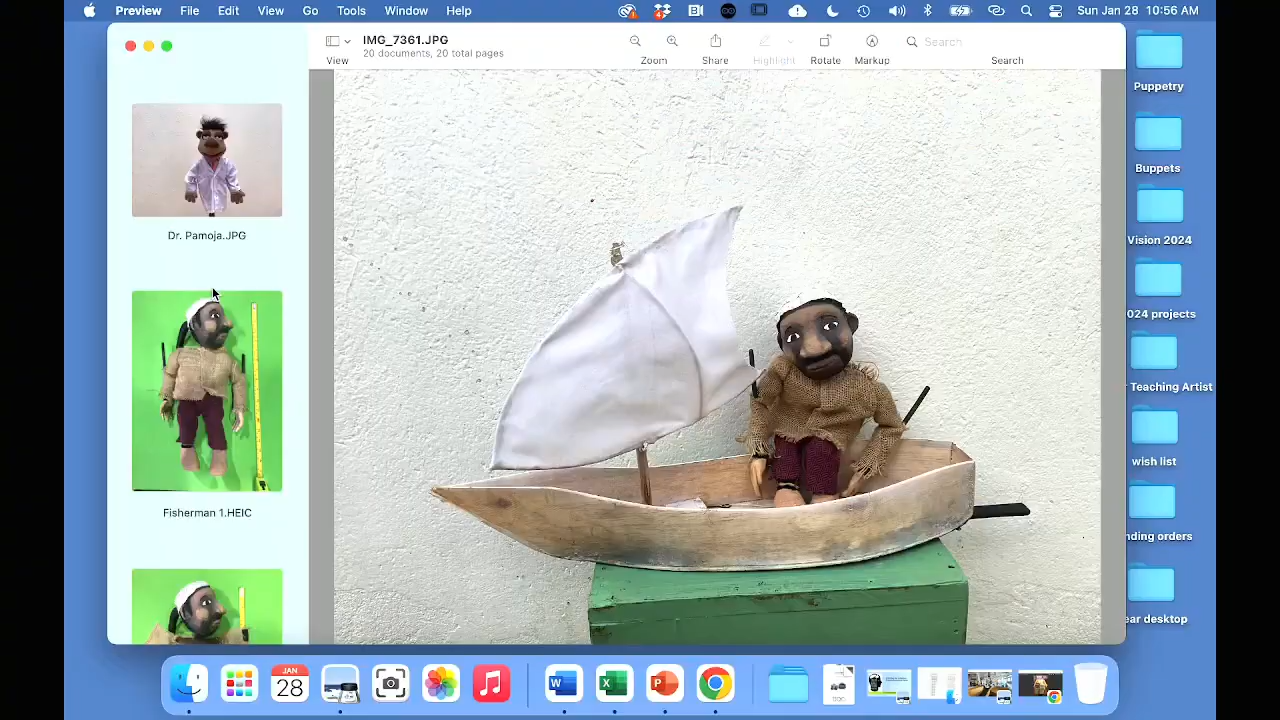 Preview File Edit View Go Tools Window Help
Sun Jan 28 10:56 AM
IMG_7361.JPG
20 documents, 20 total pages
Search
View
Zoom
Share
Highlight
Rotate
Markup
Search
Dr. Pamoja.JPG
Fisherman 1.HEIC
Puppetry
Buppets
Vision 2024
024 projects
Teaching Artist
wish list
nding orders
ear desktop
JAN
28